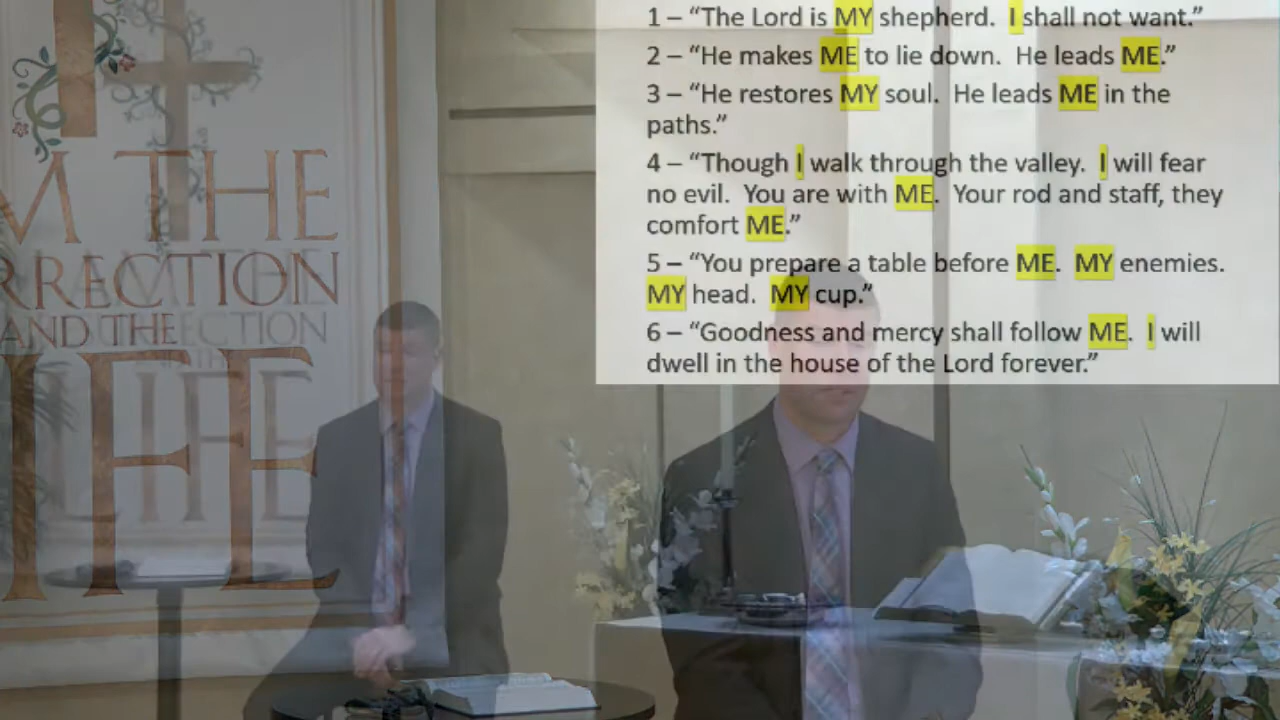 M THE
RRECTION
AND THE
IFE
1 – “The Lord is MY shepherd. I shall not want.”
2 – “He makes ME to lie down. He leads ME.”
3 – “He restores MY soul. He leads ME in the
paths.”
4 – “Though I walk through the valley. I will fear
no evil. You are with ME. Your rod and staff, they
comfort ME.”
5 – “You prepare a table before ME. MY enemies.
MY head. MY cup.”
6 – “Goodness and mercy shall follow ME. I will
dwell in the house of the Lord forever.”